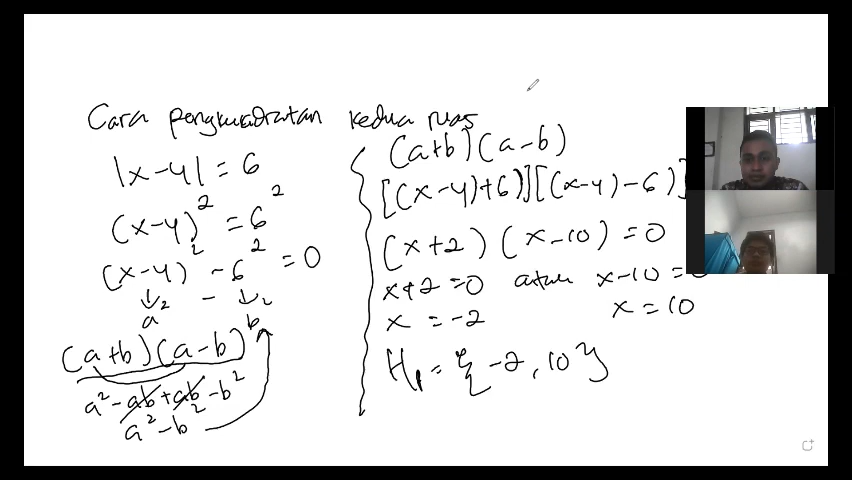 Cara pengkuadratan kedua ruas
|x-4| = 6
(x-4)² = 6²
(x-4)² - 6² = 0
a² - b²
(a+b)(a-b)
a² - ab + ab - b²
a² - b²
(a+b)(a-b)
[(x-4)+6)][(x-4)-6)]
(x+2) (x-10) = 0
x+2 = 0 atau x-10 = 0
x = -2 x = 10
Hp = {-2, 10}